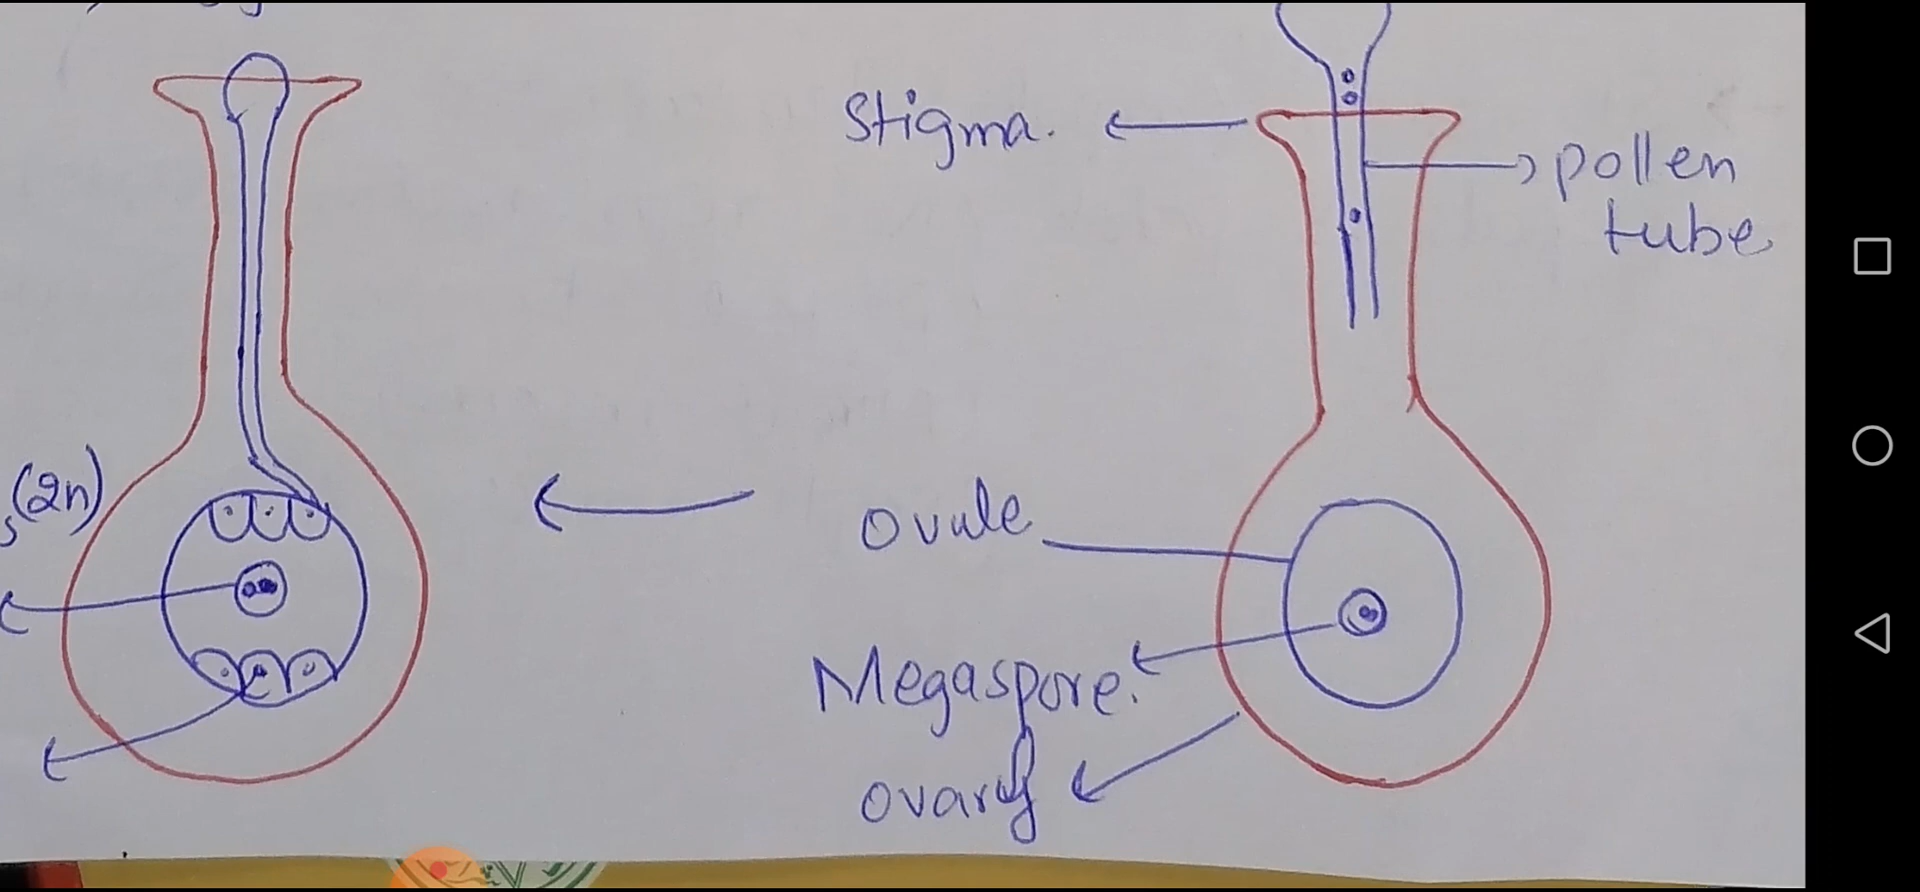 Stigma.
pollen
tube
(2n)
Ovule
Megaspore.
ovary